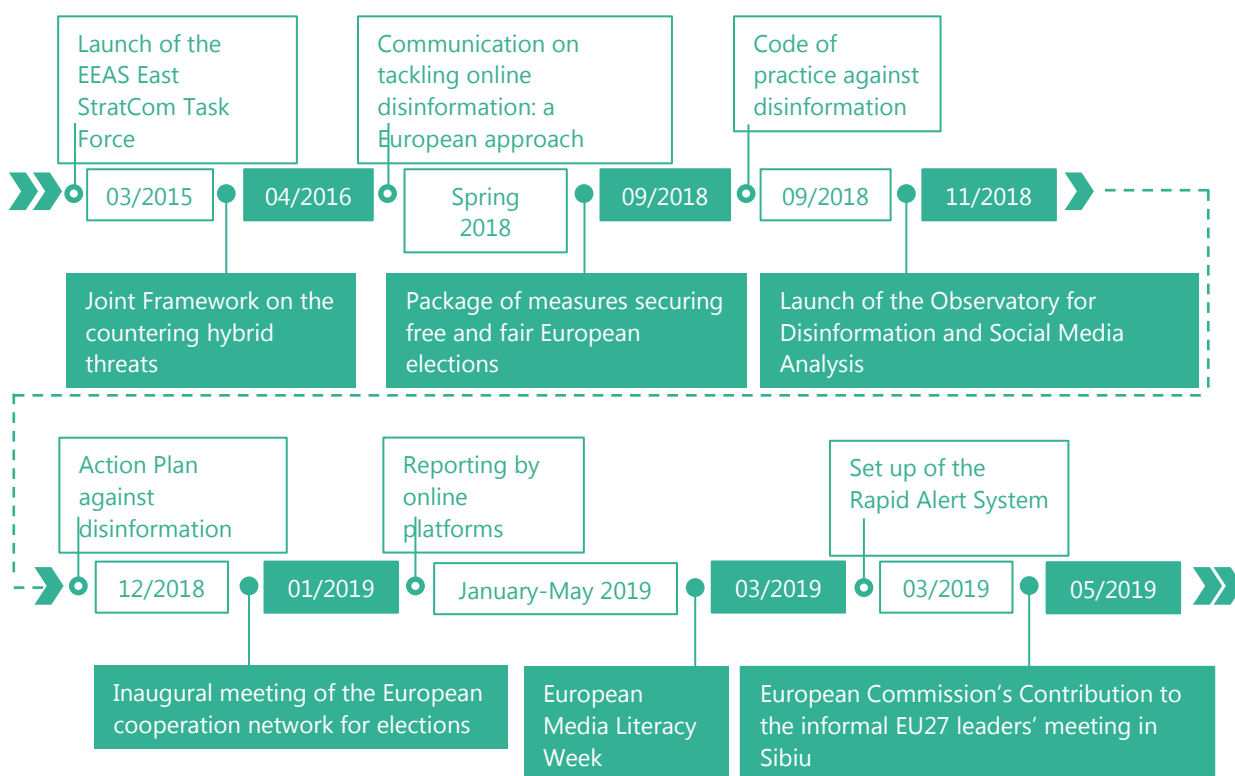 Launch of the
EEAS East
StratCom Task
Force
Communication on
tackling online
disinformation: a
European approach
Code of
practice against
disinformation
03/2015
04/2016
Spring
2018
09/2018
09/2018
11/2018
Joint Framework on the
countering hybrid
threats
Package of measures securing
free and fair European
elections
Launch of the Observatory for
Disinformation and Social Media
Analysis
Action Plan
against
disinformation
Reporting by
online
platforms
Set up of the
Rapid Alert System
12/2018
01/2019
January-May 2019
03/2019
03/2019
05/2019
Inaugural meeting of the European
cooperation network for elections
European
Media Literacy
Week
European Commission’s Contribution to
the informal EU27 leaders’ meeting in
Sibiu